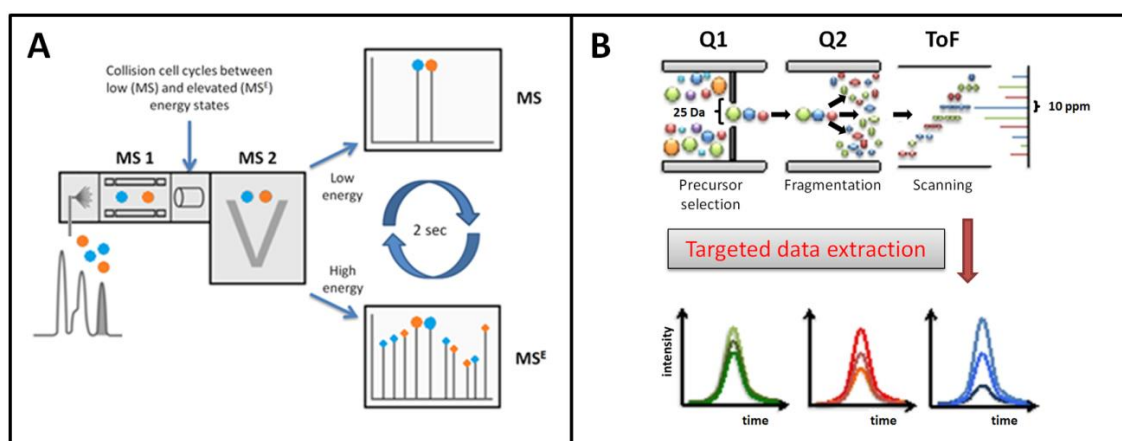 A
Collision cell cycles between
low (MS) and elevated (MSᴱ)
energy states
MS 1
MS 2
MS
Low
energy
2 sec
High
energy
MSᴱ
B
Q1
Q2
ToF
25 Da
10 ppm
Precursor
selection
Fragmentation
Scanning
Targeted data extraction
intensity
time
time
time